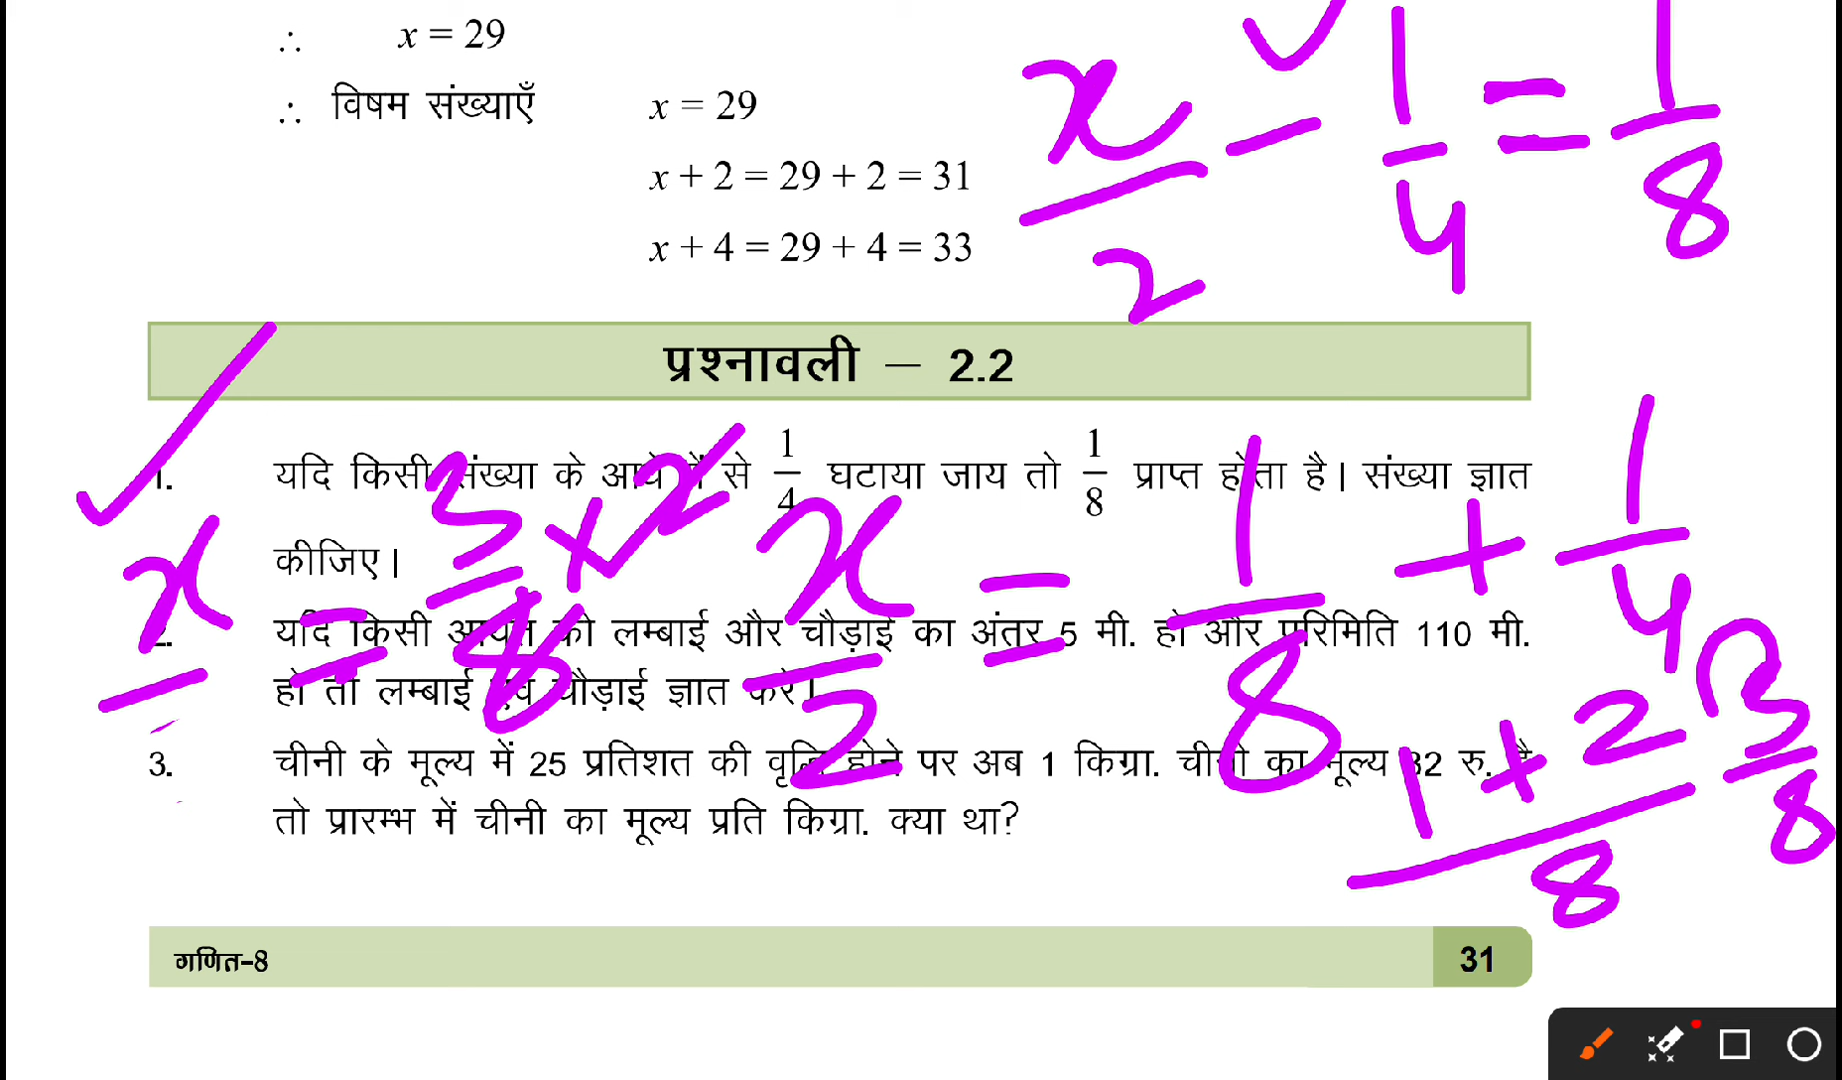 ∴ x = 29
∴ विषम संख्याएँ x = 29
x + 2 = 29 + 2 = 31
x + 4 = 29 + 4 = 33
x/2 - 1/4 = 1/8
प्रश्नावली – 2.2
1. यदि किसी संख्या के आधे में से 1/4 घटाया जाय तो 1/8 प्राप्त होता है। संख्या ज्ञात
कीजिए।
x/2 = 1/8 + 1/4
1+2/8
3/8
x = 3/8 × 2
2. यदि किसी आयत की लम्बाई और चौड़ाई का अंतर 5 मी. हो और परिमिति 110 मी.
हो तो लम्बाई एवं चौड़ाई ज्ञात करें।
3. चीनी के मूल्य में 25 प्रतिशत की वृद्धि होने पर अब 1 किग्रा. चीनी का मूल्य 32 रु. है
तो प्रारम्भ में चीनी का मूल्य प्रति किग्रा. क्या था?
गणित-8
31